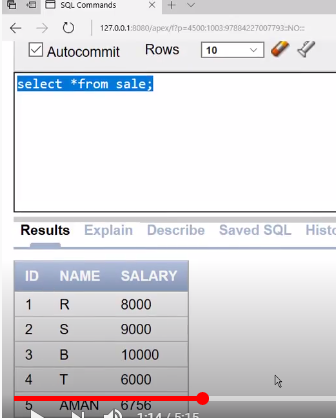 SQL Commands
127.0.0.1:8080/apex/f?p=4500:1003:97884227007793::NO:::
Autocommit Rows 10
select *from sale;
Results Explain Describe Saved SQL
ID NAME SALARY
1 R 8000
2 S 9000
3 B 10000
4 T 6000
5 AMAN 6756
1:14 / 5:15